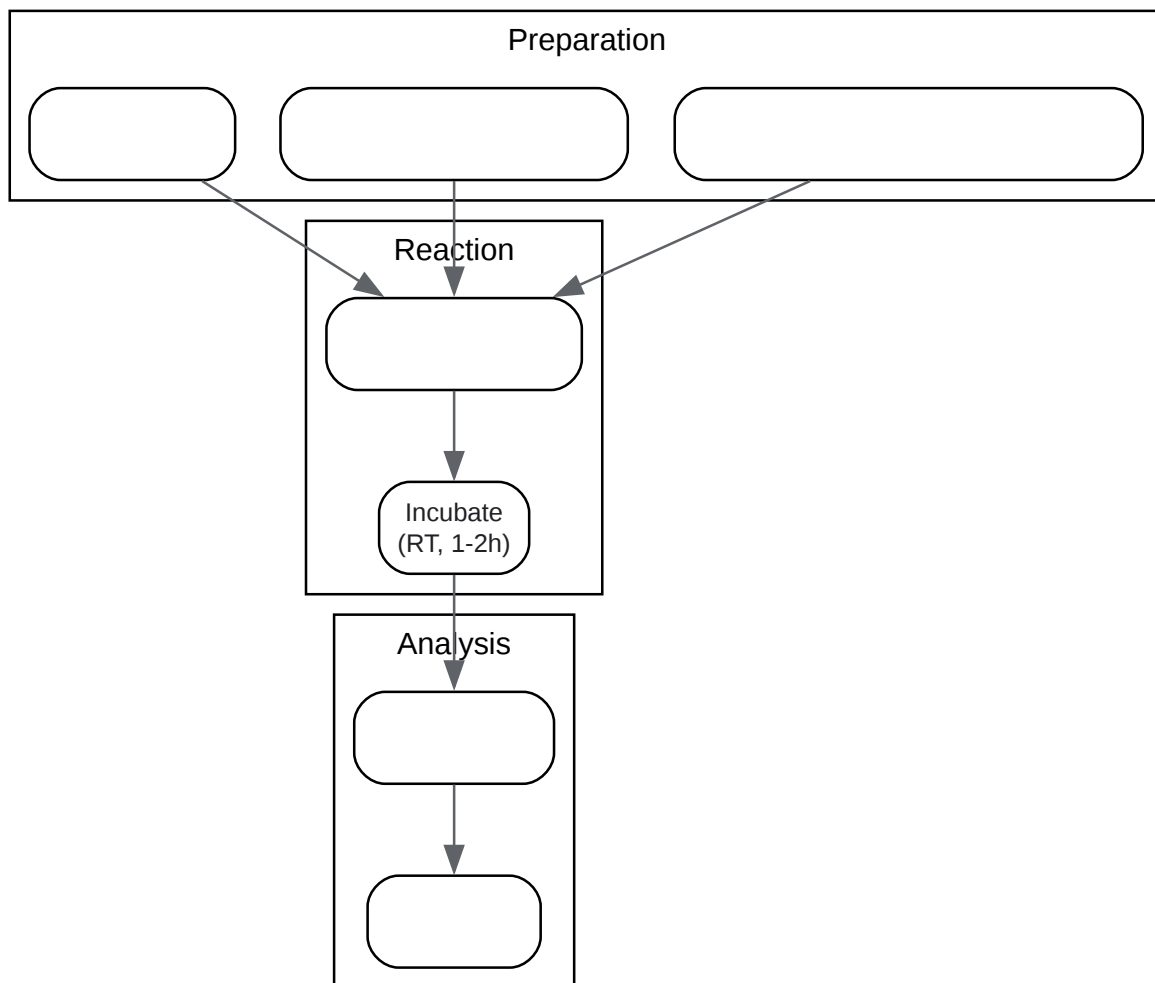 Preparation
Reaction
Incubate
(RT, 1-2h)
Analysis